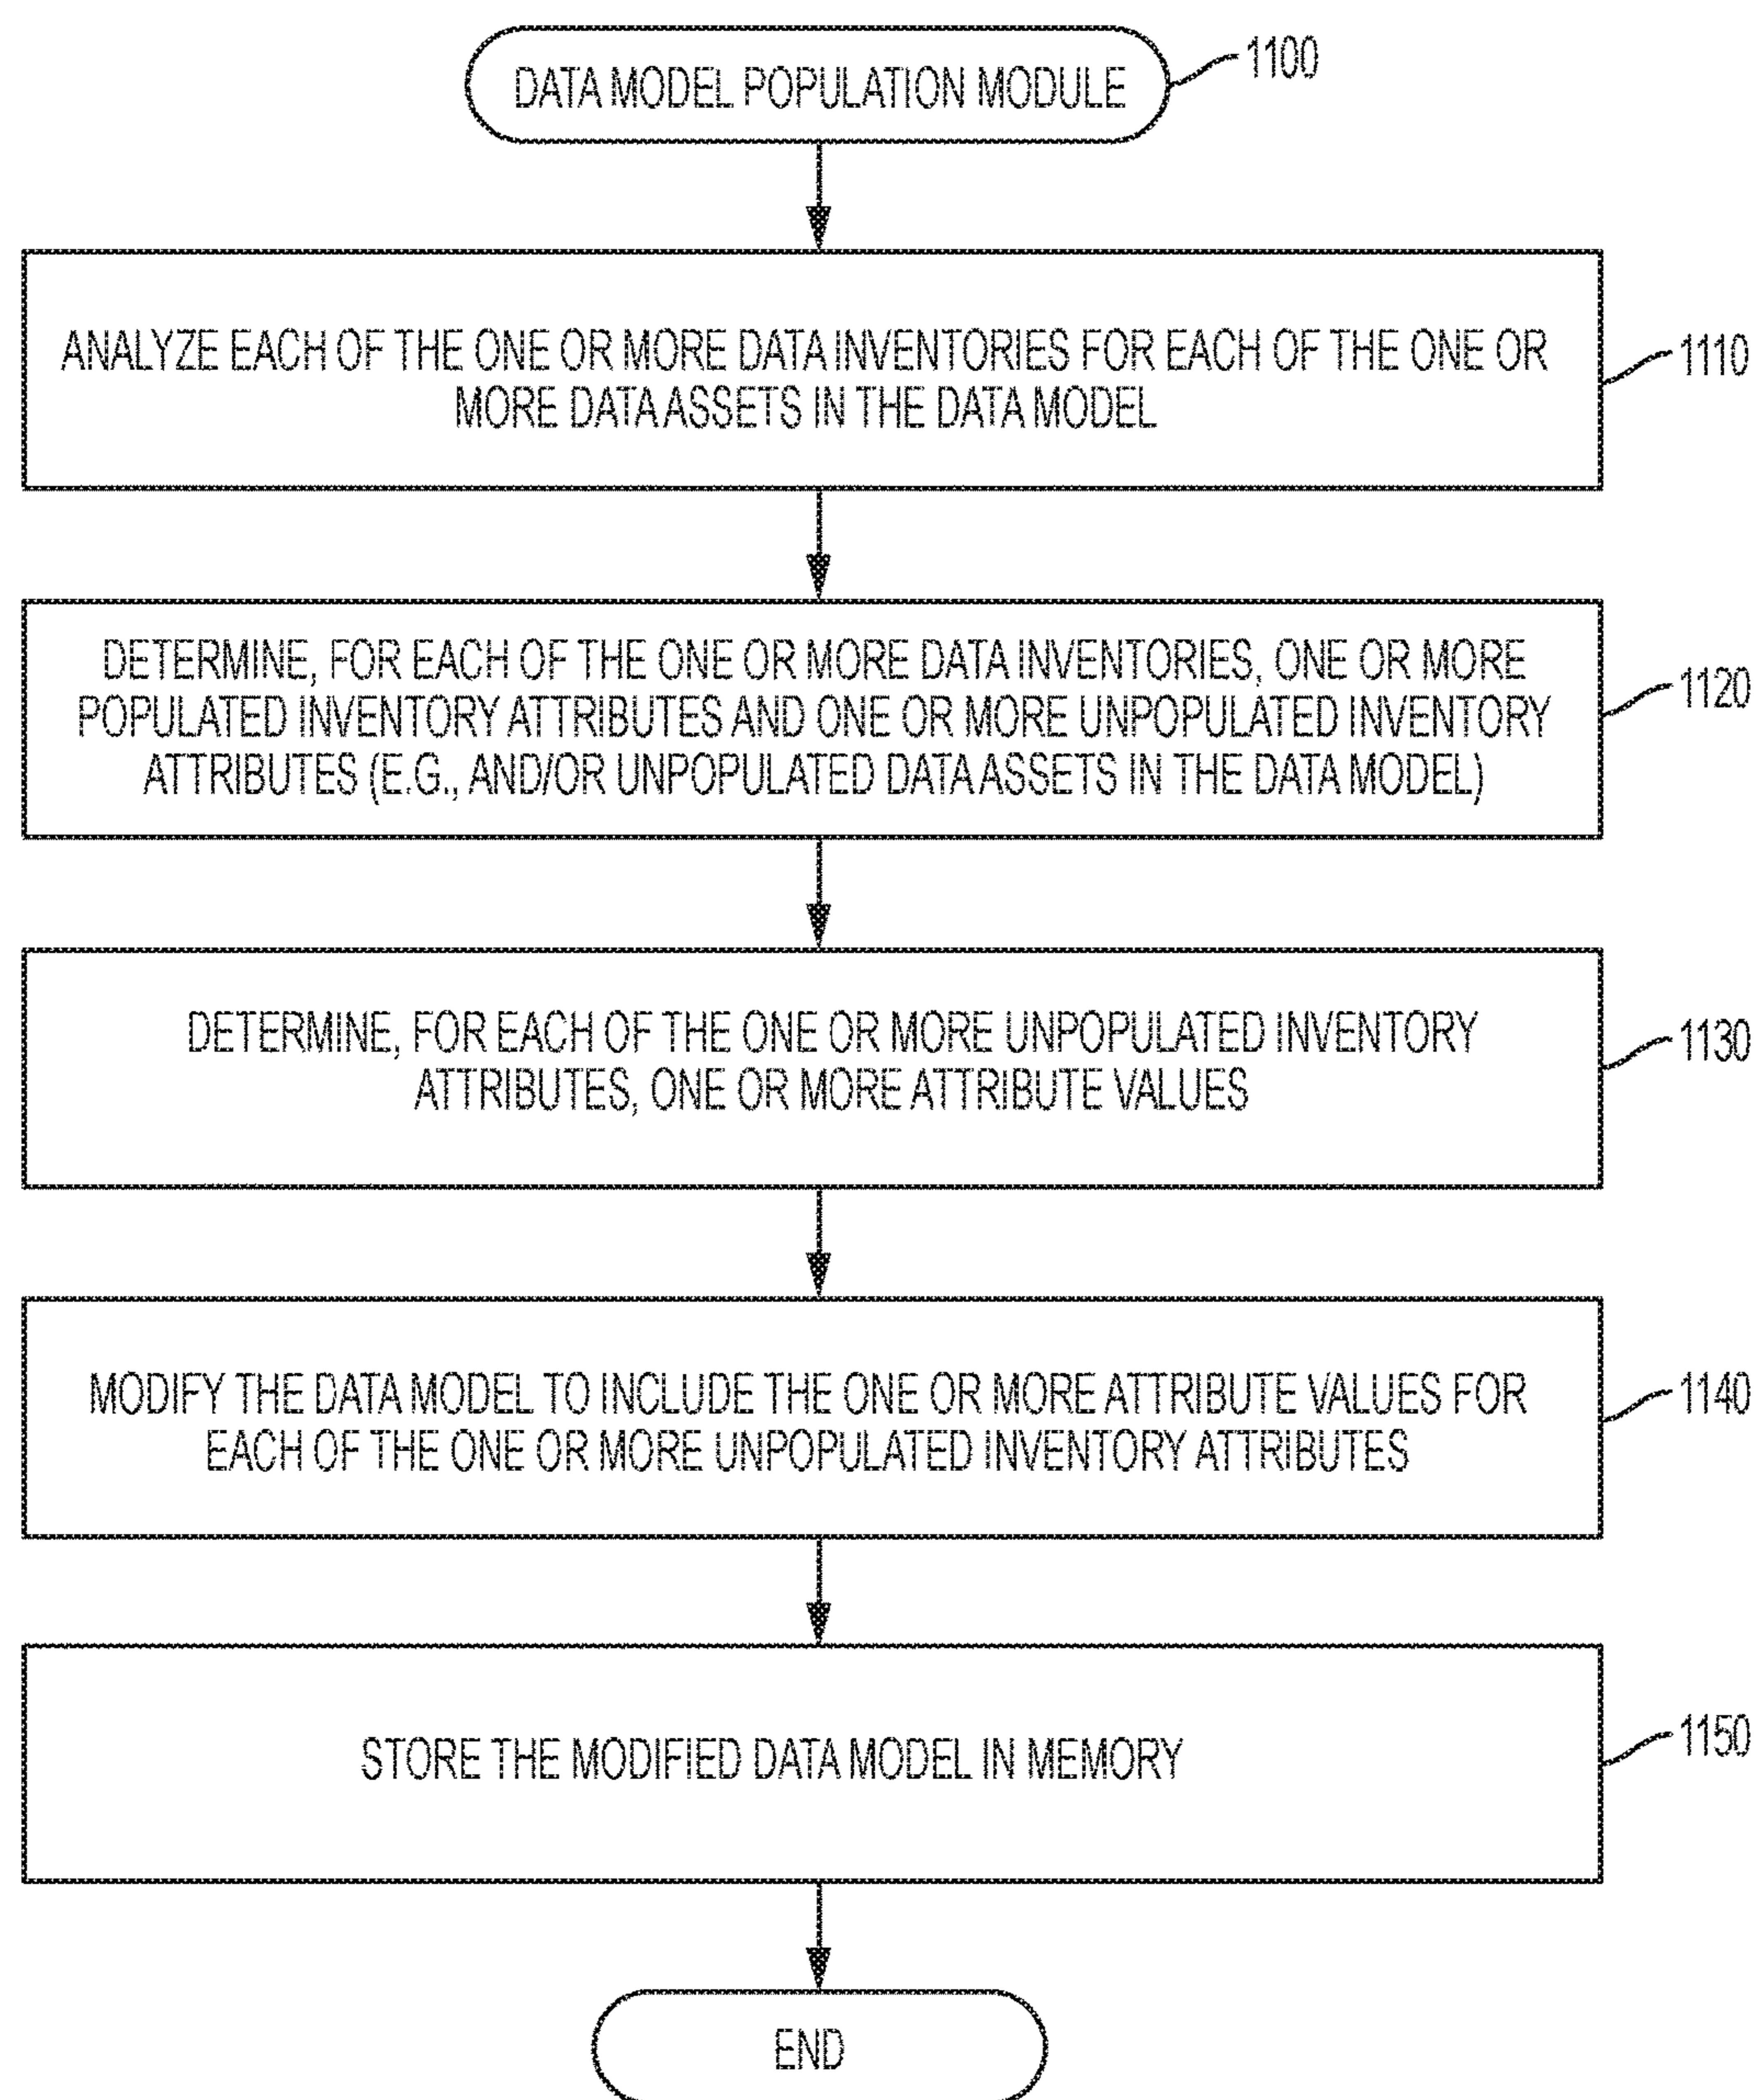 DATA MODEL POPULATION MODULE
1100
ANALYZE EACH OF THE ONE OR MORE DATA INVENTORIES FOR EACH OF THE ONE OR
MORE DATA ASSETS IN THE DATA MODEL
1110
DETERMINE, FOR EACH OF THE ONE OR MORE DATA INVENTORIES, ONE OR MORE
POPULATED INVENTORY ATTRIBUTES AND ONE OR MORE UNPOPULATED INVENTORY
ATTRIBUTES (E.G., AND/OR UNPOPULATED DATA ASSETS IN THE DATA MODEL)
1120
DETERMINE, FOR EACH OF THE ONE OR MORE UNPOPULATED INVENTORY
ATTRIBUTES, ONE OR MORE ATTRIBUTE VALUES
1130
MODIFY THE DATA MODEL TO INCLUDE THE ONE OR MORE ATTRIBUTE VALUES FOR
EACH OF THE ONE OR MORE UNPOPULATED INVENTORY ATTRIBUTES
1140
STORE THE MODIFIED DATA MODEL IN MEMORY
1150
END